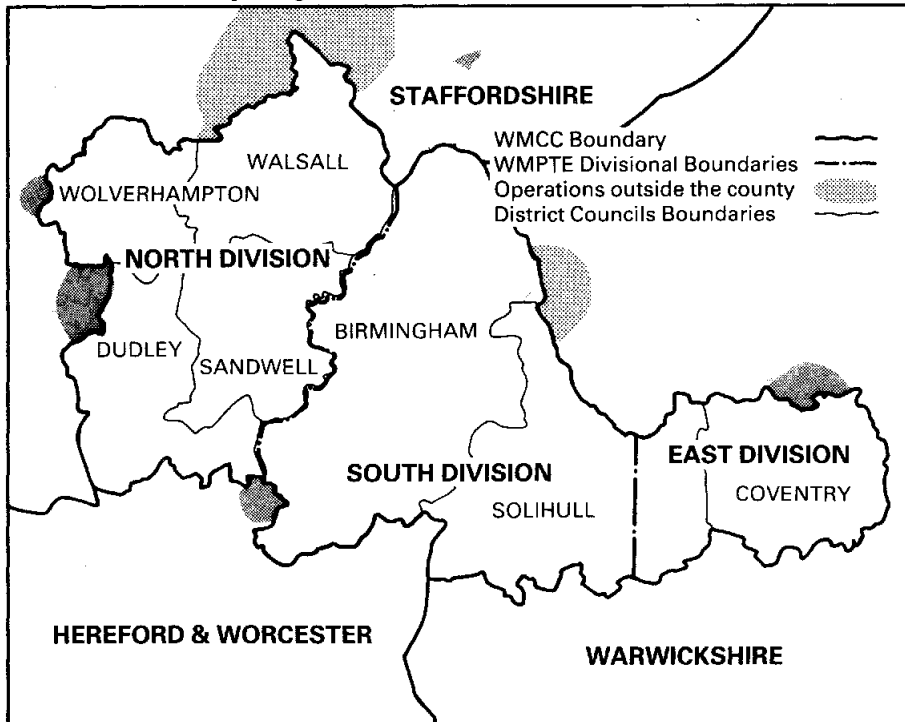 STAFFORDSHIRE
WMCC Boundary
WMPTE Divisional Boundaries
Operations outside the county
District Councils Boundaries
WALSALL
WOLVERHAMPTON
NORTH DIVISION
BIRMINGHAM
DUDLEY
SANDWELL
EAST DIVISION
SOUTH DIVISION
COVENTRY
SOLIHULL
HEREFORD & WORCESTER
WARWICKSHIRE